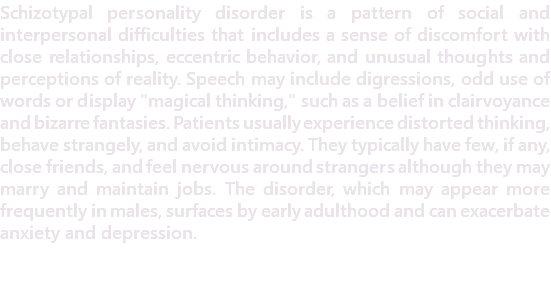 Schizotypal personality disorder is a pattern of social and
interpersonal difficulties that includes a sense of discomfort with
close relationships, eccentric behavior, and unusual thoughts and
perceptions of reality. Speech may include digressions, odd use of
words or display "magical thinking," such as a belief in clairvoyance
and bizarre fantasies. Patients usually experience distorted thinking,
behave strangely, and avoid intimacy. They typically have few, if any,
close friends, and feel nervous around strangers although they may
marry and maintain jobs. The disorder, which may appear more
frequently in males, surfaces by early adulthood and can exacerbate
anxiety and depression.